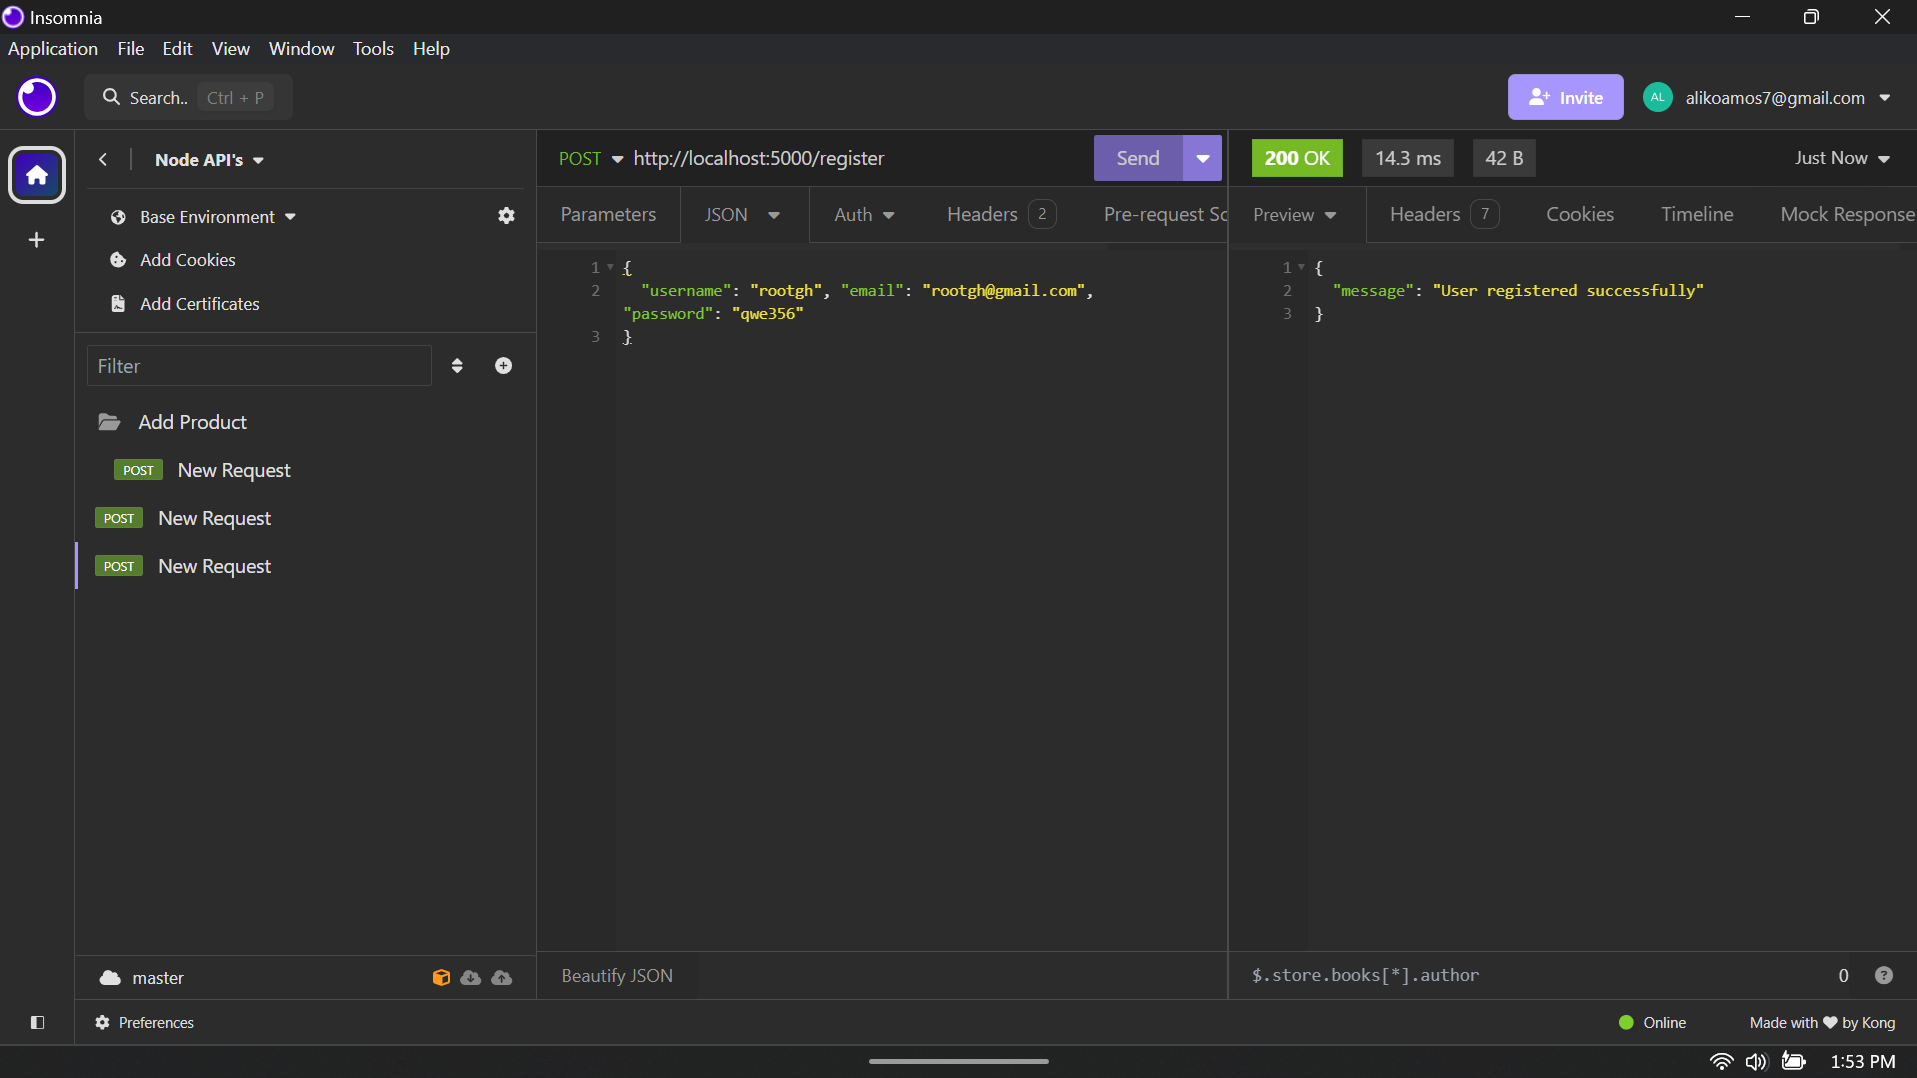 Insomnia
Application File Edit View Window Tools Help
Search.. Ctrl + P
Invite
AL alikoamos7@gmail.com
Node API's
POST http://localhost:5000/register
Send
200 OK 14.3 ms 42 B
Just Now
Base Environment
Parameters JSON Auth Headers 2 Pre-request Sc
Preview Headers 7 Cookies Timeline Mock Response
Add Cookies
Add Certificates
1 {
2 "username": "rootgh", "email": "rootgh@gmail.com",
"password": "qwe356"
3 }
1 {
2 "message": "User registered successfully"
3 }
Filter
Add Product
POST New Request
POST New Request
POST New Request
master
Beautify JSON
$.store.books[*].author
0 ?
Preferences
Online
Made with ❤ by Kong
1:53 PM